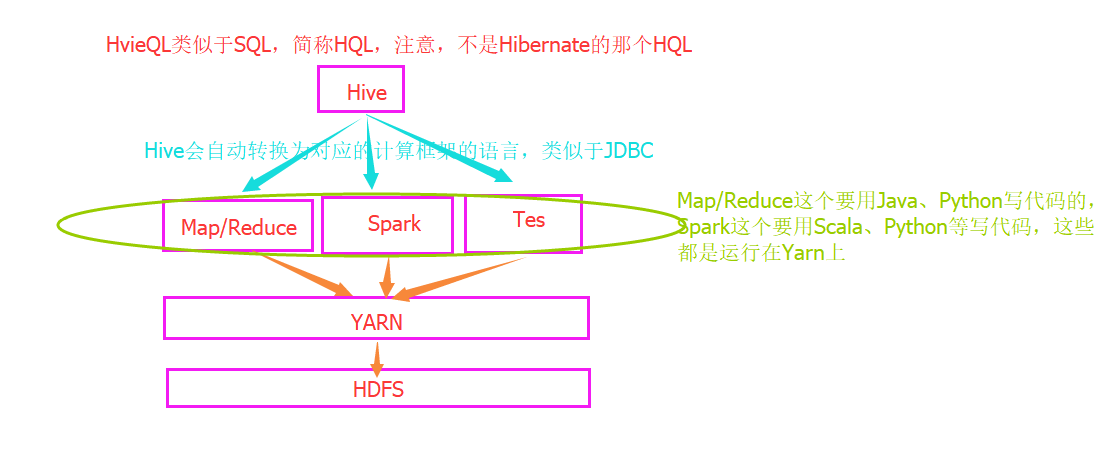 HvieQL类似于SQL，简称HQL，注意，不是Hibernate的那个HQL
Hive
Hive会自动转换为对应的计算框架的语言，类似于JDBC
Map/Reduce
Spark
Tes
Map/Reduce这个要用Java、Python写代码的，
Spark这个要用Scala、Python等写代码，这些
都是运行在Yarn上
YARN
HDFS